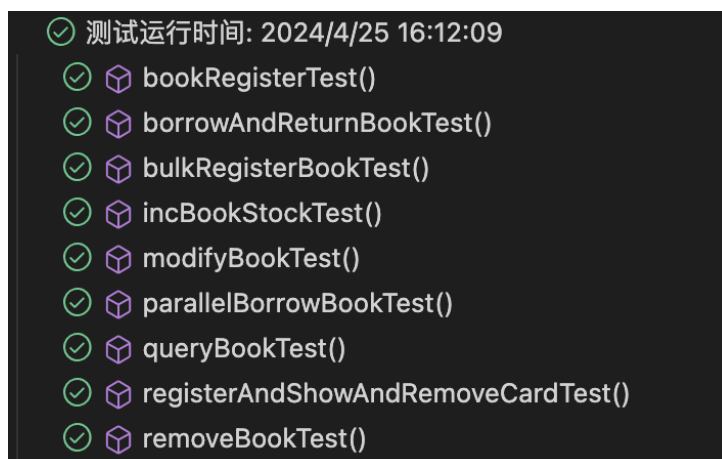 测试运行时间: 2024/4/25 16:12:09
bookRegisterTest()
borrowAndReturnBookTest()
bulkRegisterBookTest()
incBookStockTest()
modifyBookTest()
parallelBorrowBookTest()
queryBookTest()
registerAndShowAndRemoveCardTest()
removeBookTest()